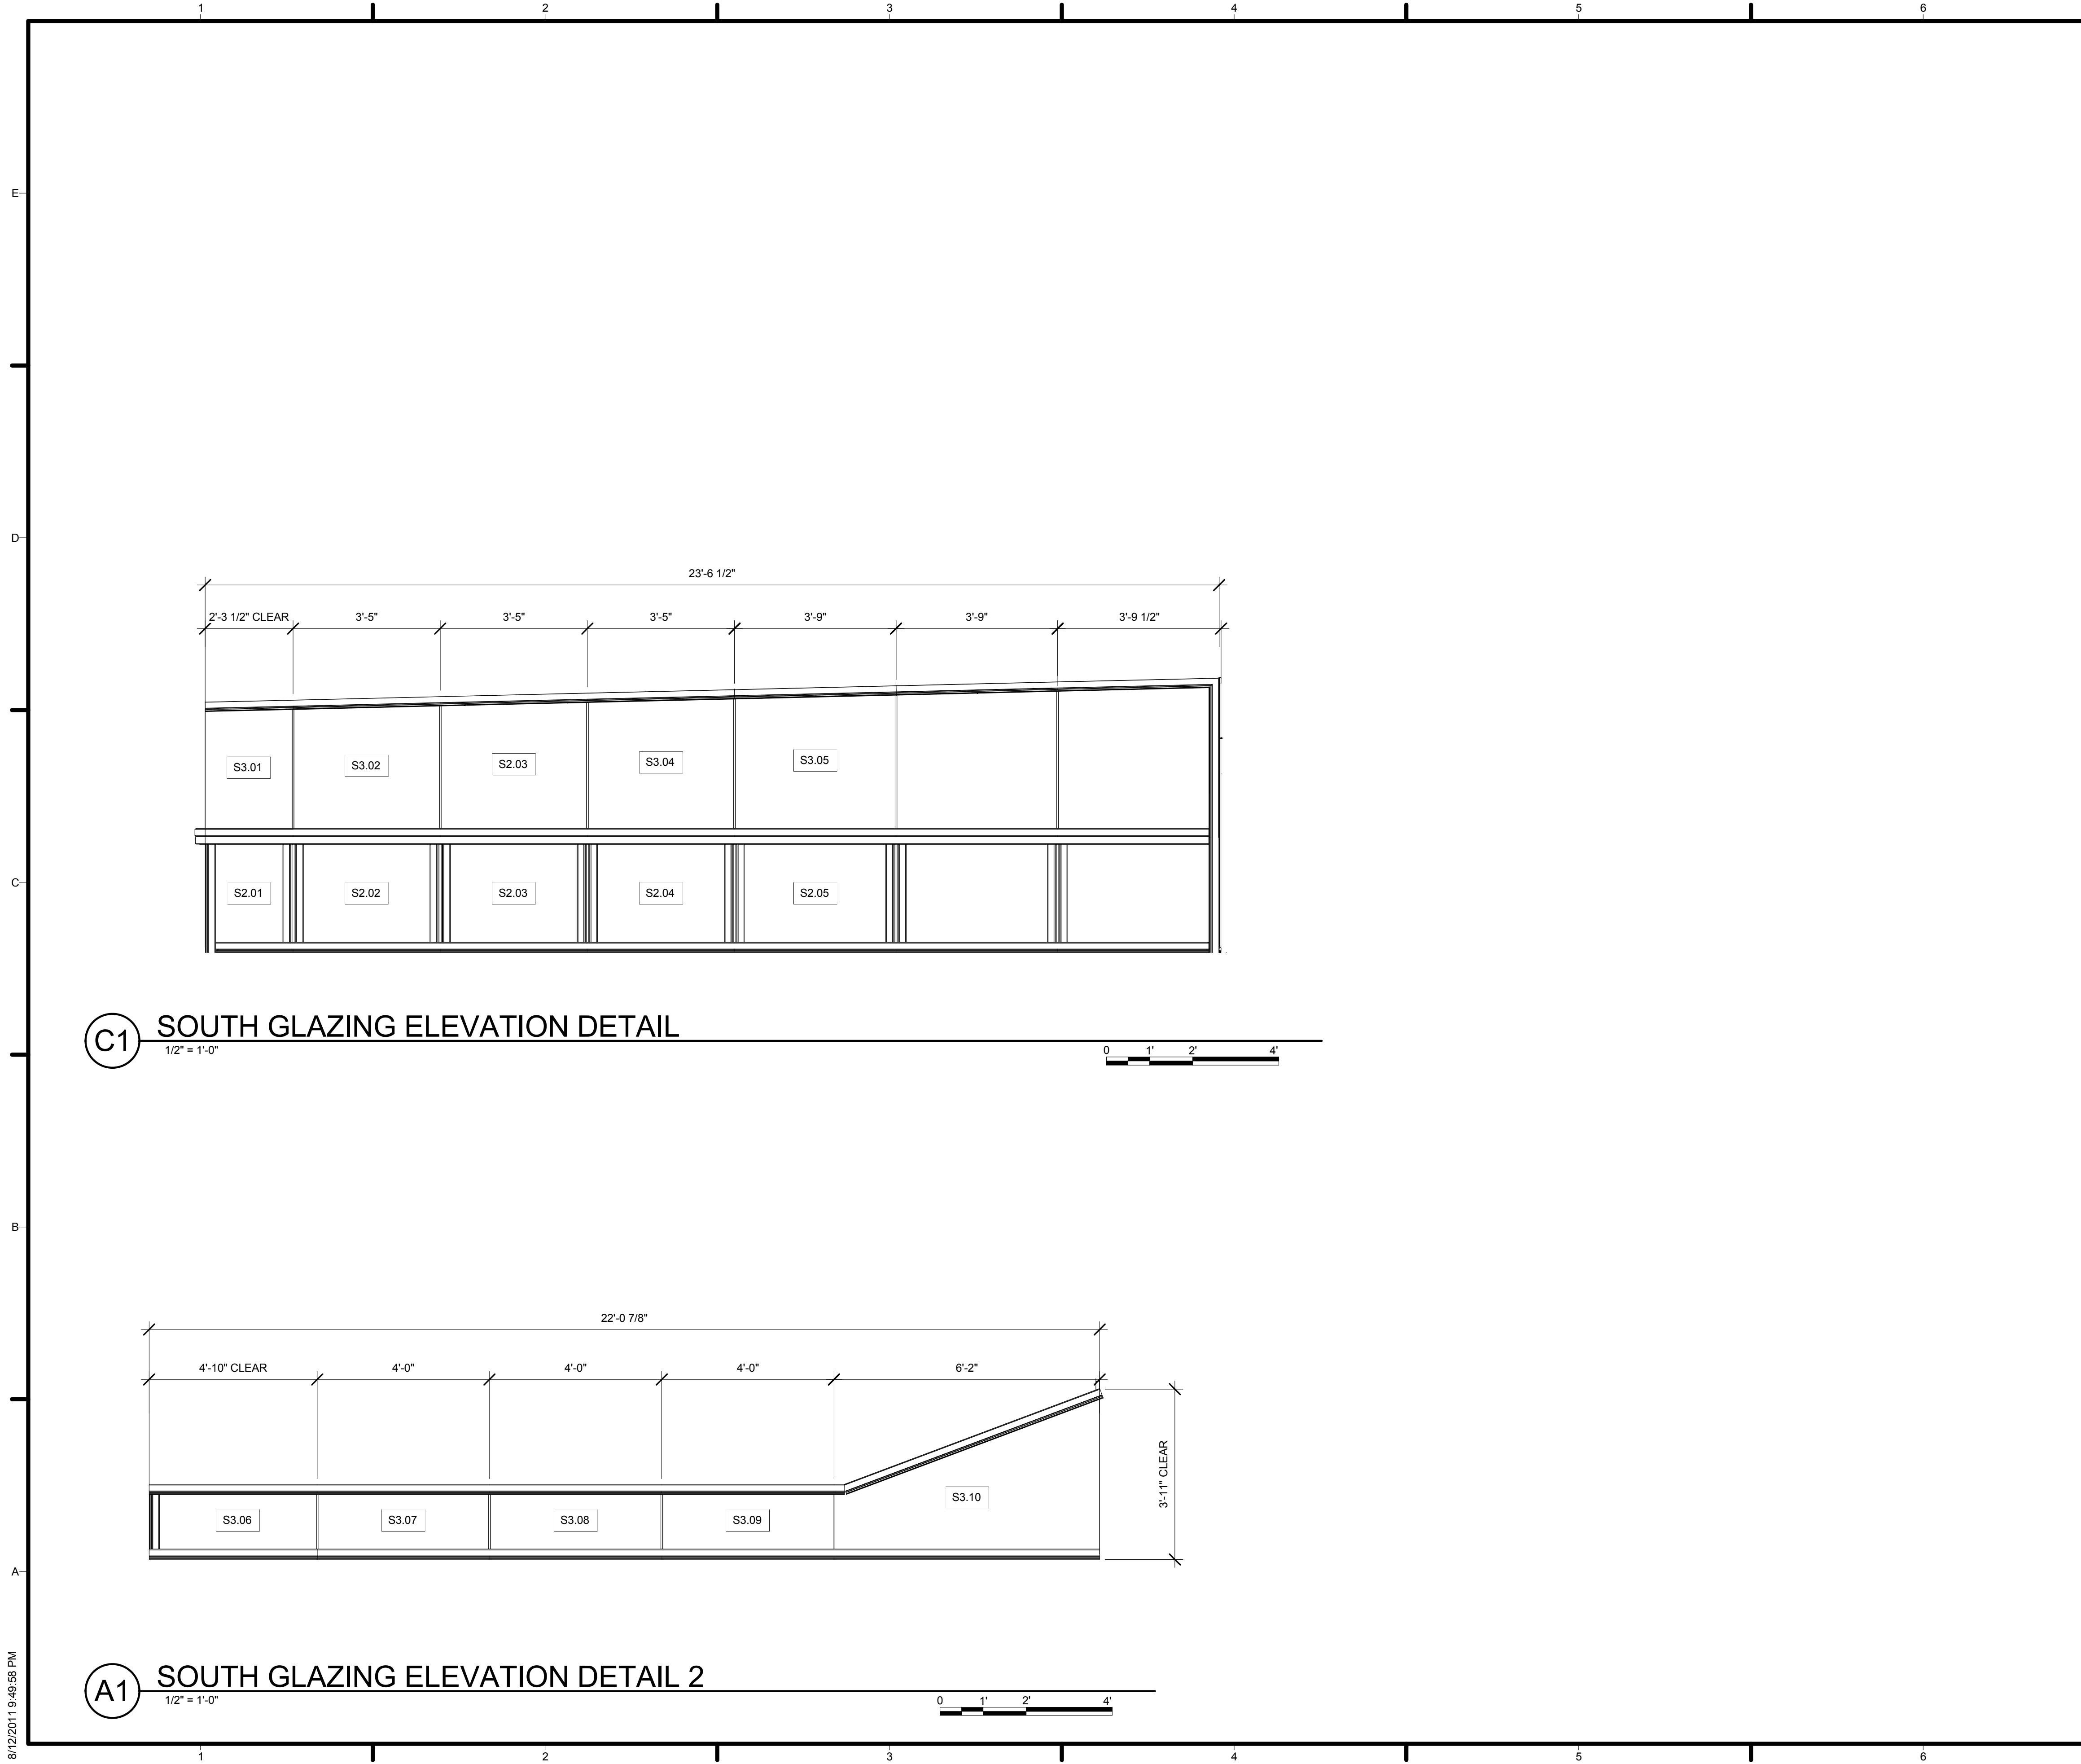 1 2 3 4 5 6
E
D
23'-6 1/2"
2'-3 1/2" CLEAR 3'-5" 3'-5" 3'-5" 3'-9" 3'-9" 3'-9 1/2"
S3.01 S3.02 S2.03 S3.04 S3.05
C
S2.01 S2.02 S2.03 S2.04 S2.05
C1 SOUTH GLAZING ELEVATION DETAIL
1/2" = 1'-0"
0 1' 2' 4'
B
22'-0 7/8"
4'-10" CLEAR 4'-0" 4'-0" 4'-0" 6'-2"
3'-11" CLEAR
S3.06 S3.07 S3.08 S3.09 S3.10
A
A1 SOUTH GLAZING ELEVATION DETAIL 2
1/2" = 1'-0"
0 1' 2' 4'
8/12/2011 9:49:58 PM
1 2 3 4 5 6